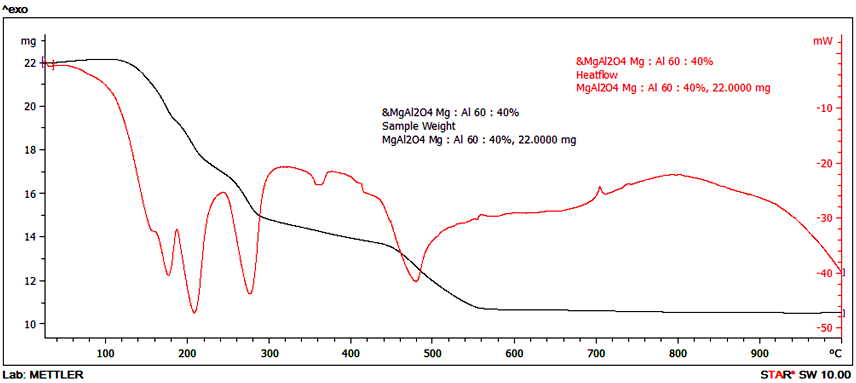 ^exo
mg
mW
22
20
18
16
14
12
10
-10
-20
-30
-40
-50
100 200 300 400 500 600 700 800 900 ºC
&MgAl2O4 Mg : Al 60 : 40%
Sample Weight
MgAl2O4 Mg : Al 60 : 40%, 22.0000 mg
&MgAl2O4 Mg : Al 60 : 40%
Heatflow
MgAl2O4 Mg : Al 60 : 40%, 22.0000 mg
Lab: METTLER
STAR* SW 10.00